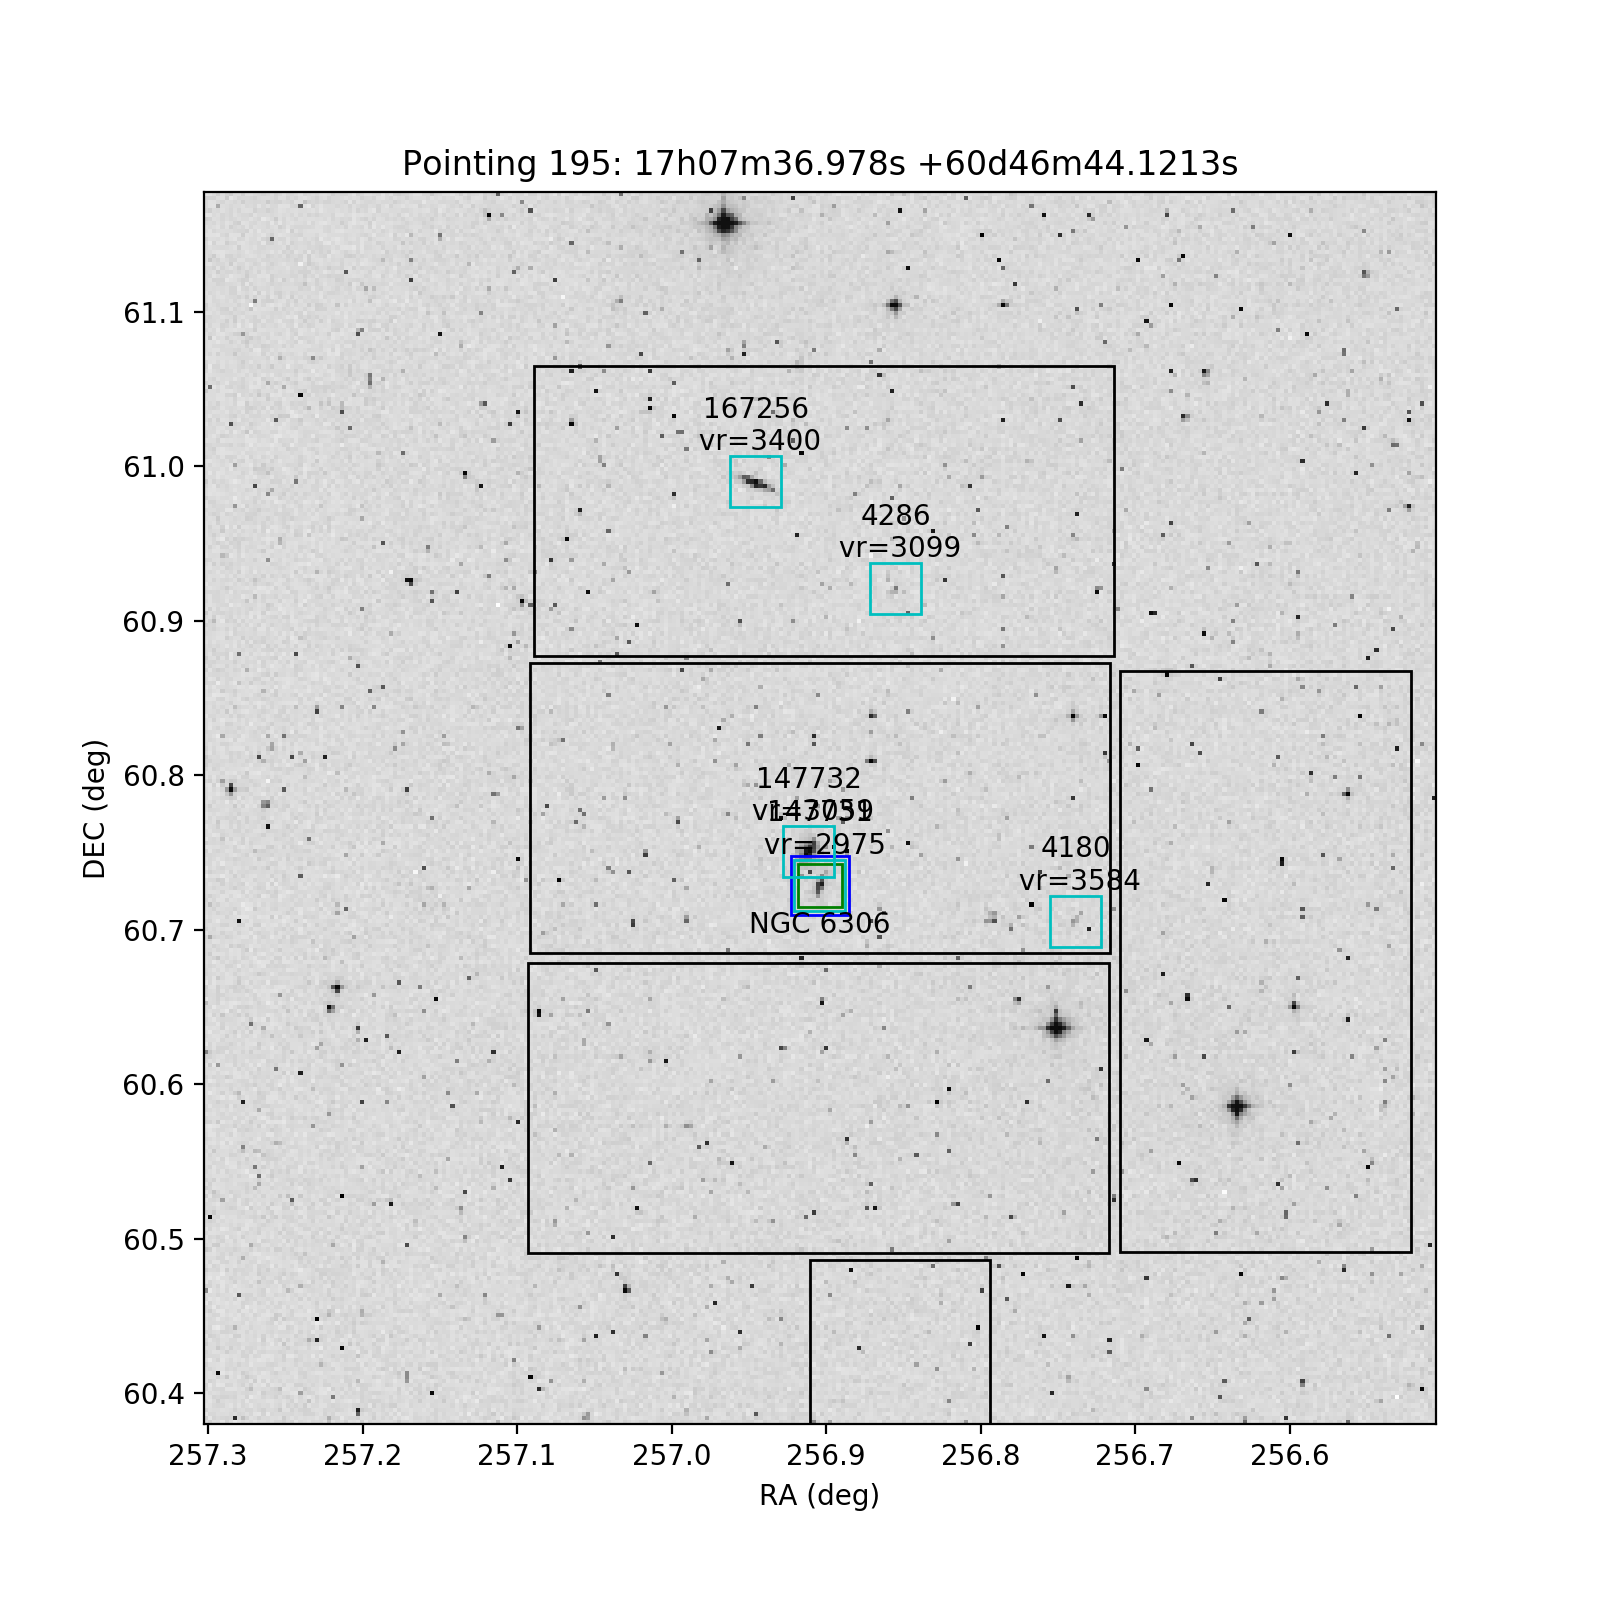 Pointing 195: 17h07m36.978s +60d46m44.1213s
61.1
61.0
60.9
60.8
60.7
60.6
60.5
60.4
DEC (deg)
167256
vr=3400
4286
vr=3099
147732
vr=2975
4180
vr=3584
NGC 6306
257.3 257.2 257.1 257.0 256.9 256.8 256.7 256.6
RA (deg)